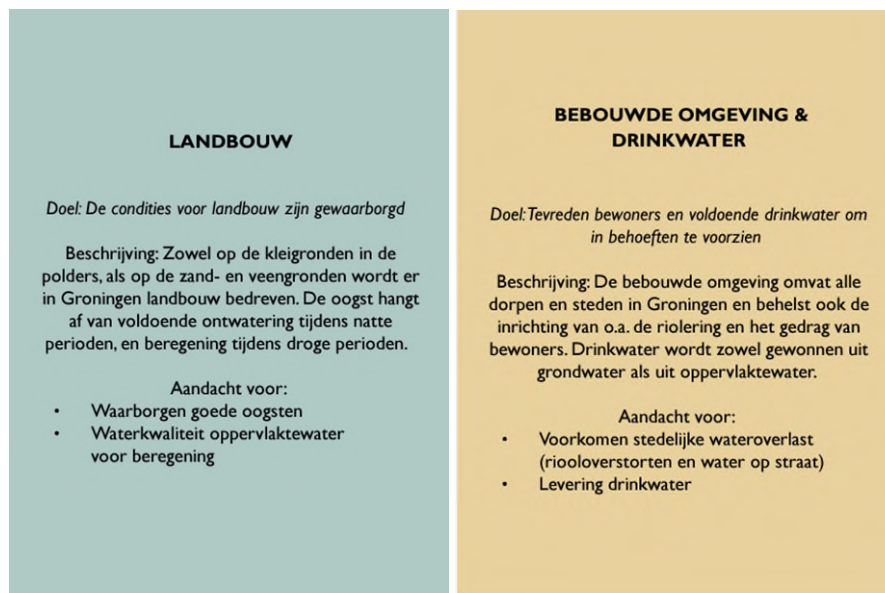 LANDBOUW
Doel: De condities voor landbouw zijn gewaarborgd
Beschrijving: Zowel op de kleigronden in de
polders, als op de zand- en veengronden wordt er
in Groningen landbouw bedreven. De oogst hangt
af van voldoende ontwatering tijdens natte
perioden, en beregening tijdens droge perioden.
Aandacht voor:
• Waarborgen goede oogsten
• Waterkwaliteit oppervlaktewater
voor beregening
BEBOUWDE OMGEVING &
DRINKWATER
Doel: Tevreden bewoners en voldoende drinkwater om
in behoeften te voorzien
Beschrijving: De bebouwde omgeving omvat alle
dorpen en steden in Groningen en behelst ook de
inrichting van o.a. de riolering en het gedrag van
bewoners. Drinkwater wordt zowel gewonnen uit
grondwater als uit oppervlaktewater.
Aandacht voor:
• Voorkomen stedelijke wateroverlast
(riooloverstorten en water op straat)
• Levering drinkwater